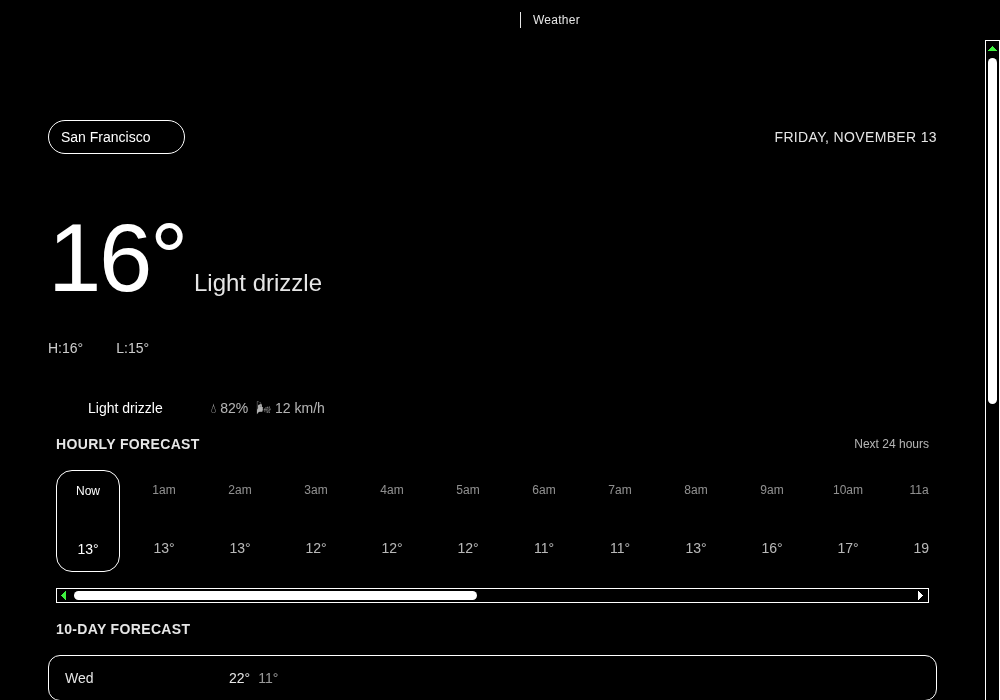 Weather
San Francisco
FRIDAY, NOVEMBER 13
16° Light drizzle
H:16° L:15°
Light drizzle 82% 12 km/h
HOURLY FORECAST Next 24 hours
Now 1am 2am 3am 4am 5am 6am 7am 8am 9am 10am 11a
13° 13° 13° 12° 12° 12° 11° 11° 13° 16° 17° 19
10-DAY FORECAST
Wed 22° 11°